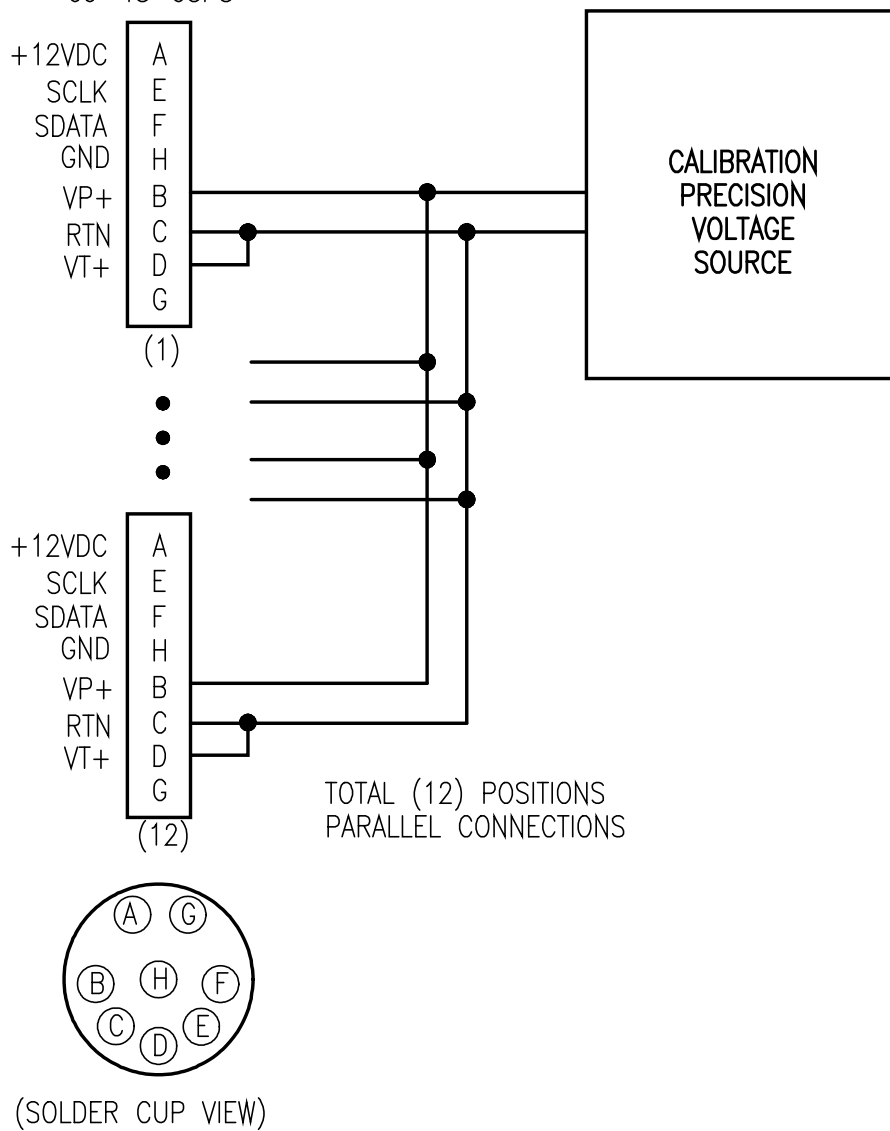 +12VDC A
SCLK E
SDATA F
GND H
VP+ B
RTN C
VT+ D
G
(1)
CALIBRATION
PRECISION
VOLTAGE
SOURCE
+12VDC A
SCLK E
SDATA F
GND H
VP+ B
RTN C
VT+ D
G
(12)
TOTAL (12) POSITIONS
PARALLEL CONNECTIONS
A G
B H F
C E
D
(SOLDER CUP VIEW)